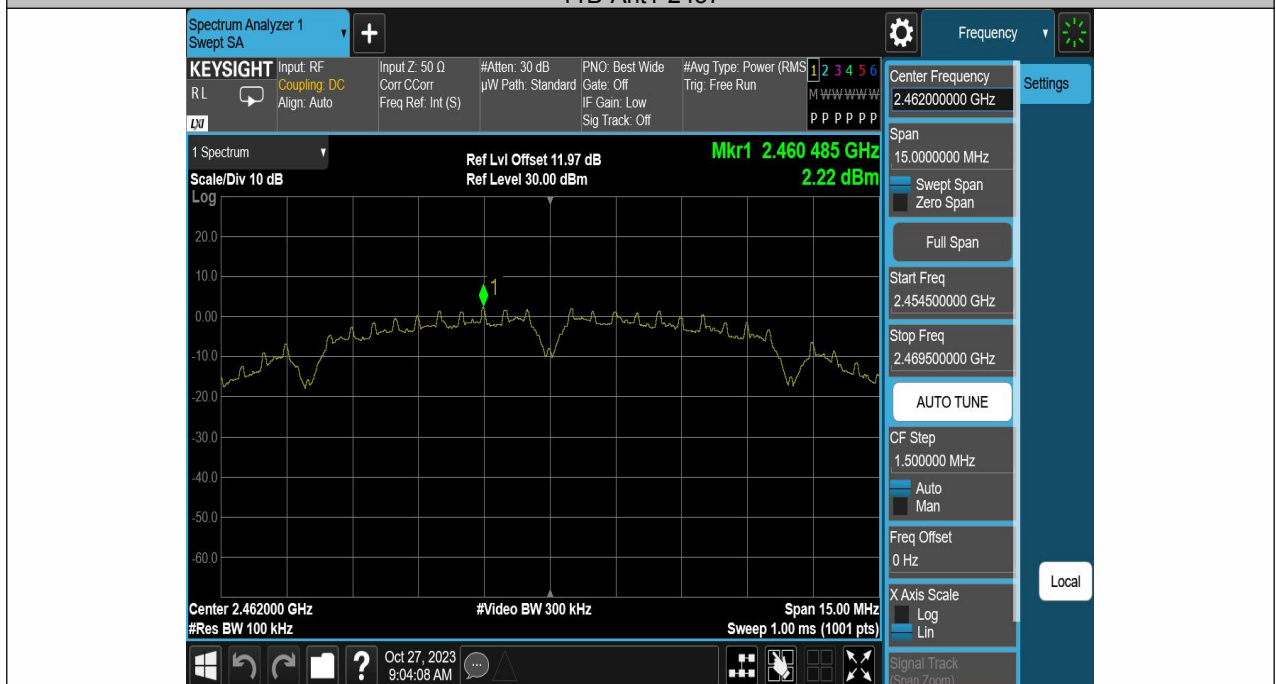 Spectrum Analyzer 1
Swept SA
+
Frequency
KEYSIGHT
RL
LXI
Input: RF
Coupling: DC
Align: Auto
Input Z: 50 Ω
Corr CCorr
Freq Ref: Int (S)
#Atten: 30 dB
µW Path: Standard
PNO: Best Wide
Gate: Off
IF Gain: Low
Sig Track: Off
#Avg Type: Power (RMS
Trig: Free Run
1 2 3 4 5 6
M W W W W W
P P P P P P
1 Spectrum
Scale/Div 10 dB
Ref Lvl Offset 11.97 dB
Ref Level 30.00 dBm
Mkr1 2.460 485 GHz
2.22 dBm
Log
20.0
10.0
0.00
-10.0
-20.0
-30.0
-40.0
-50.0
-60.0
1
Center 2.462000 GHz
#Res BW 100 kHz
#Video BW 300 kHz
Span 15.00 MHz
Sweep 1.00 ms (1001 pts)
Center Frequency
2.462000000 GHz
Span
15.0000000 MHz
Swept Span
Zero Span
Full Span
Start Freq
2.454500000 GHz
Stop Freq
2.469500000 GHz
AUTO TUNE
CF Step
1.500000 MHz
Auto
Man
Freq Offset
0 Hz
X Axis Scale
Log
Lin
Signal Track
(Span Zoom)
Settings
Local
?
Oct 27, 2023
9:04:08 AM